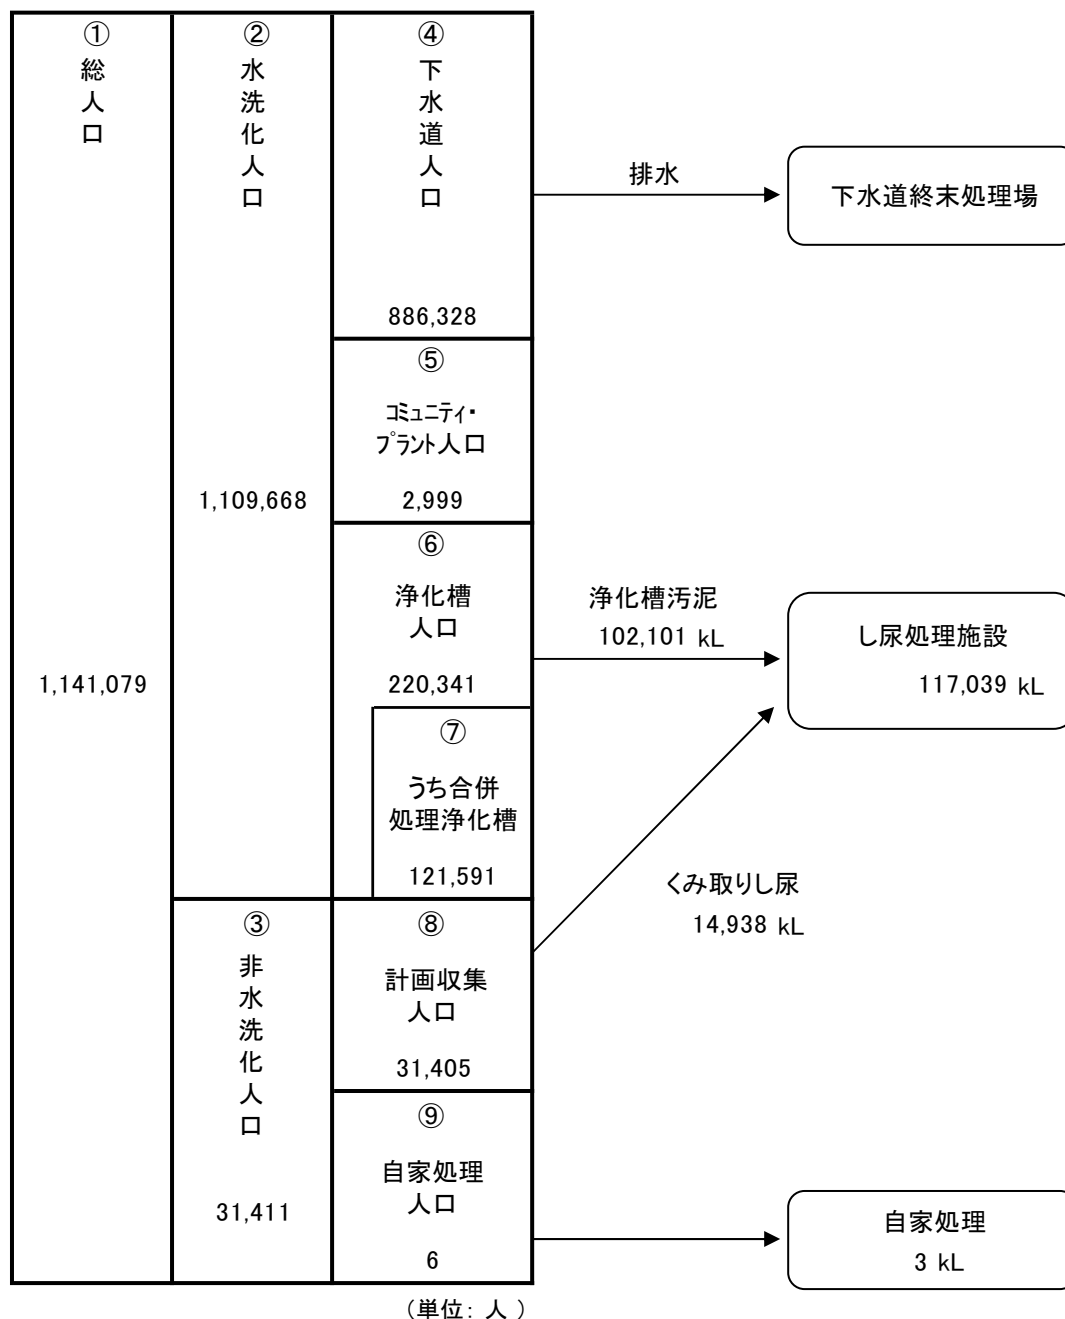 ①
総人口
1,141,079
②
水洗化人口
1,109,668
③
非水洗化人口
31,411
④
下水道人口
886,328
⑤
コミュニティ・
プラント人口
2,999
⑥
浄化槽
人口
220,341
⑦
うち合併
処理浄化槽
121,591
⑧
計画収集
人口
31,405
⑨
自家処理
人口
6
(単位: 人 )
排水
下水道終末処理場
浄化槽汚泥
102,101 kL
し尿処理施設
117,039 kL
くみ取りし尿
14,938 kL
自家処理
3 kL